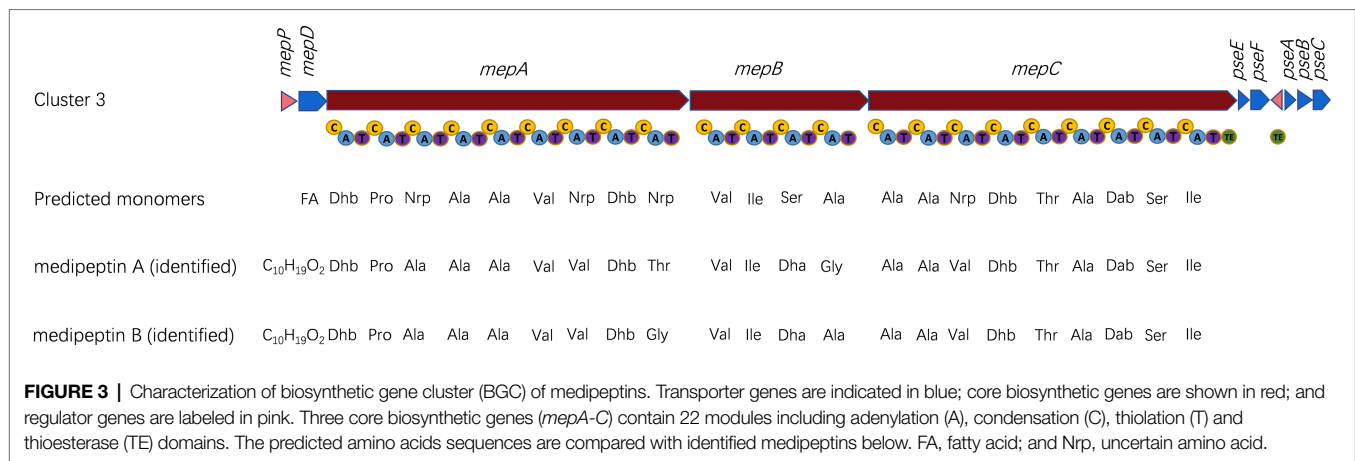 mepP mepD mepA mepB mepC pseE pseF pseA pseB pseC
Cluster 3
C A T C A T C A T C A T C A T C A T C A T C A T C A T C A T C A T C A T C A T C A T C A T C A T C A T C A T C A T C A T C A T C A T TE TE
Predicted monomers FA Dhb Pro Nrp Ala Ala Val Nrp Dhb Nrp Val Ile Ser Ala Ala Ala Nrp Dhb Thr Ala Dab Ser Ile
medipeptin A (identified) C₁₀H₁₉O₂ Dhb Pro Ala Ala Ala Val Val Dhb Thr Val Ile Dha Gly Ala Ala Val Dhb Thr Ala Dab Ser Ile
medipeptin B (identified) C₁₀H₁₉O₂ Dhb Pro Ala Ala Ala Val Val Dhb Gly Val Ile Dha Ala Ala Ala Val Dhb Thr Ala Dab Ser Ile
FIGURE 3 | Characterization of biosynthetic gene cluster (BGC) of medipeptins. Transporter genes are indicated in blue; core biosynthetic genes are shown in red; and
regulator genes are labeled in pink. Three core biosynthetic genes (mepA-C) contain 22 modules including adenylation (A), condensation (C), thiolation (T) and
thioesterase (TE) domains. The predicted amino acids sequences are compared with identified medipeptins below. FA, fatty acid; and Nrp, uncertain amino acid.